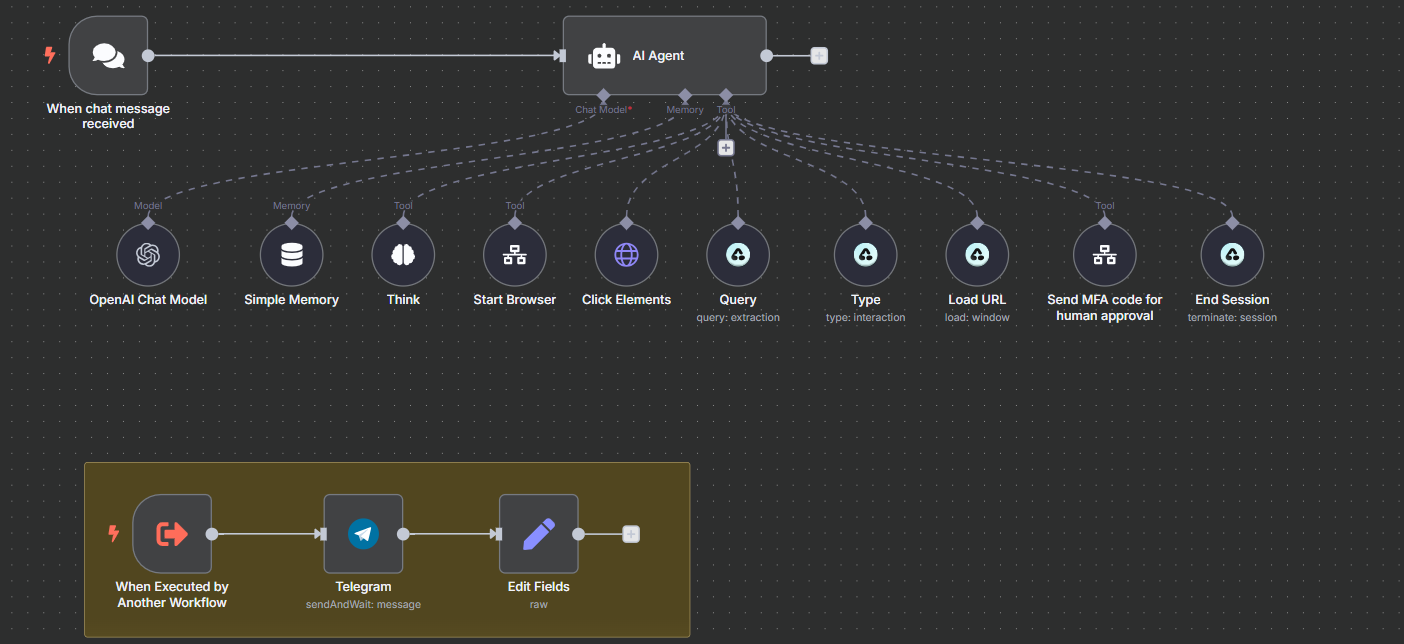 AI Agent
When chat message
received
Chat Model*
Memory
Tool
Model
Memory
Tool
Tool
Tool
OpenAI Chat Model
Simple Memory
Think
Start Browser
Click Elements
Query
query: extraction
Type
type: interaction
Load URL
load: window
Send MFA code for
human approval
End Session
terminate: session
When Executed by
Another Workflow
Telegram
sendAndWait: message
Edit Fields
raw